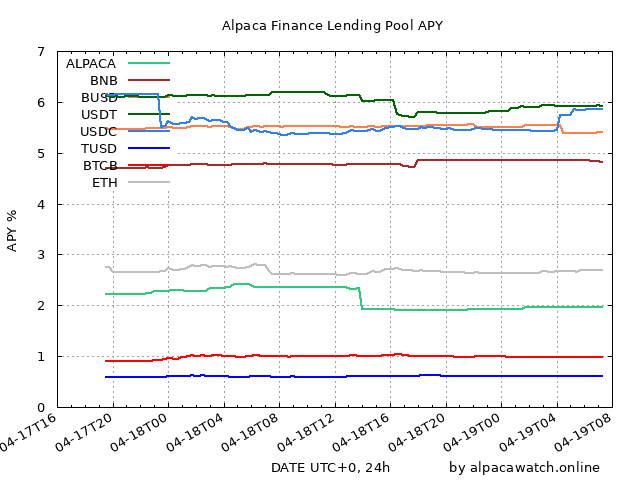 Alpaca Finance Lending Pool APY
7
6
5
4
3
2
1
0
APY %
ALPACA
BNB
BUSD
USDT
USDC
TUSD
BTCB
ETH
04-17T16
04-17T20
04-18T00
04-18T04
04-18T08
04-18T12
04-18T16
04-18T20
04-19T00
04-19T04
04-19T08
DATE UTC+0, 24h
by alpacawatch.online